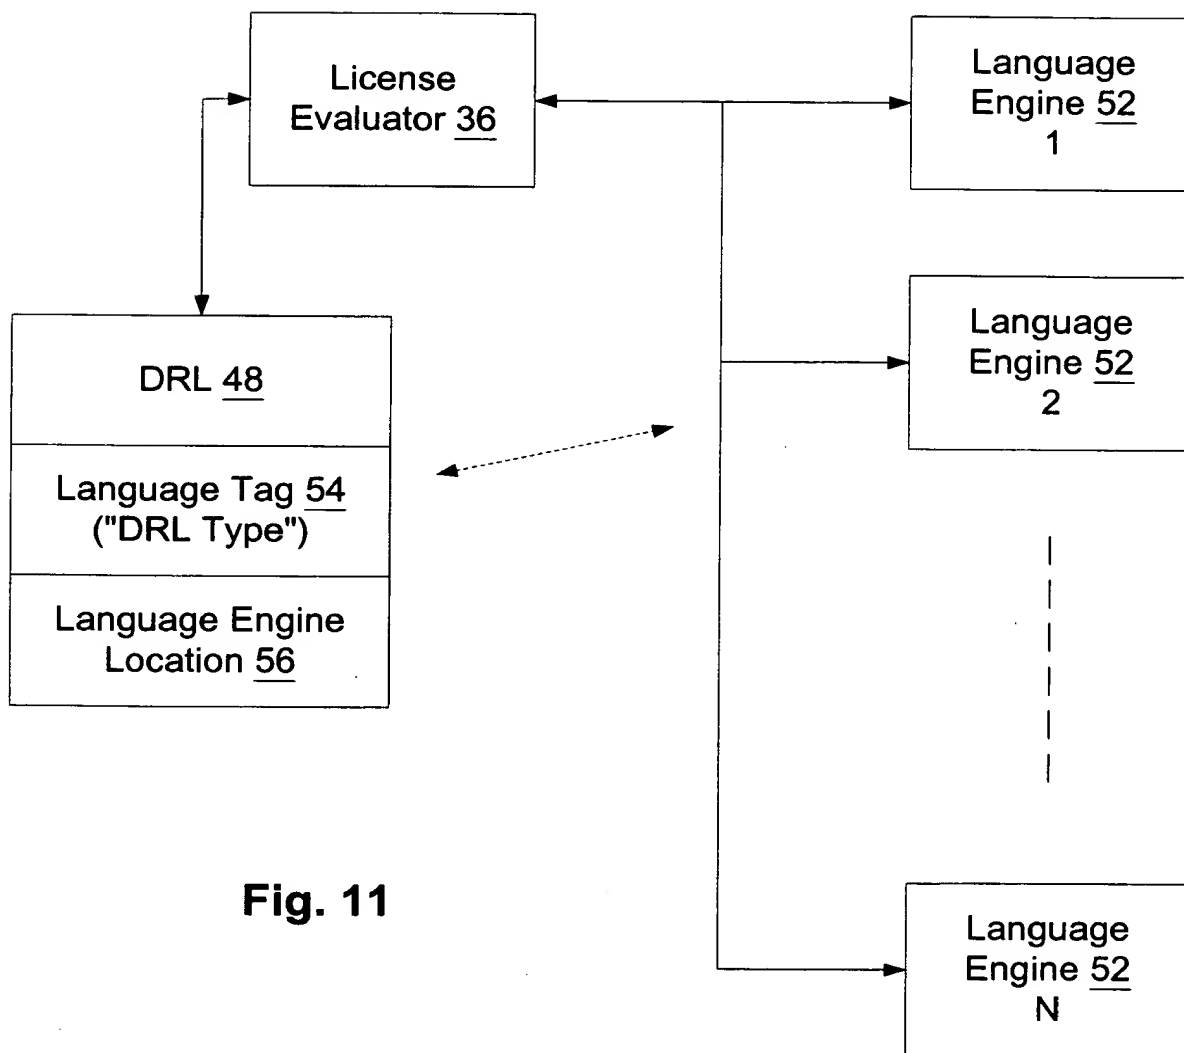 License
Evaluator 36
Language
Engine 52
1
Language
Engine 52
2
DRL 48
Language Tag 54
("DRL Type")
Language Engine
Location 56
Language
Engine 52
N
Fig. 11